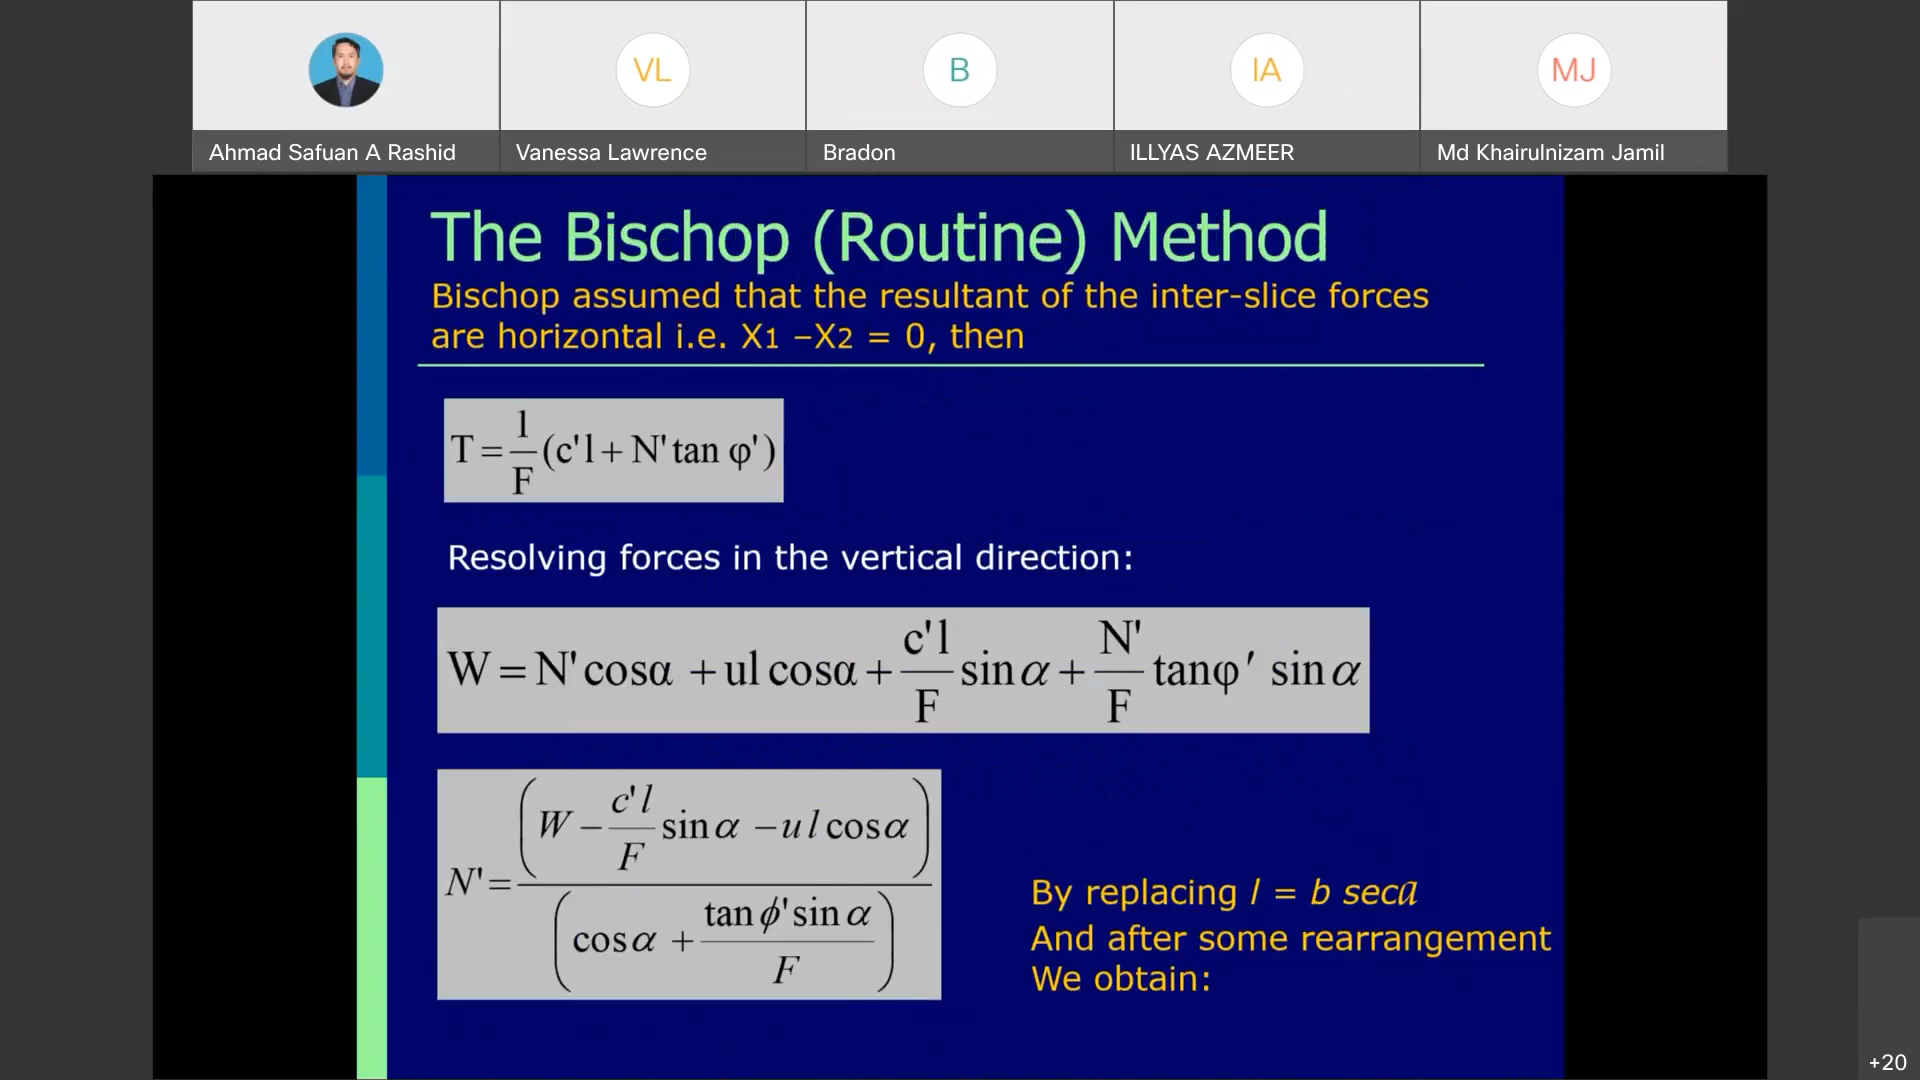 VL
B
IA
MJ
Ahmad Safuan A Rashid
Vanessa Lawrence
Bradon
ILLYAS AZMEER
Md Khairulnizam Jamil
The Bischop (Routine) Method
Bischop assumed that the resultant of the inter-slice forces
are horizontal i.e. X1 –X2 = 0, then
T = 1/F (c'l + N' tan φ')
Resolving forces in the vertical direction:
W = N' cosα + ul cosα + c'l/F sin α + N'/F tanφ′ sin α
N' = (W − c'l/F sin α − u l cos α) / (cos α + tan ϕ' sin α / F)
By replacing l = b secα
And after some rearrangement
We obtain:
+20